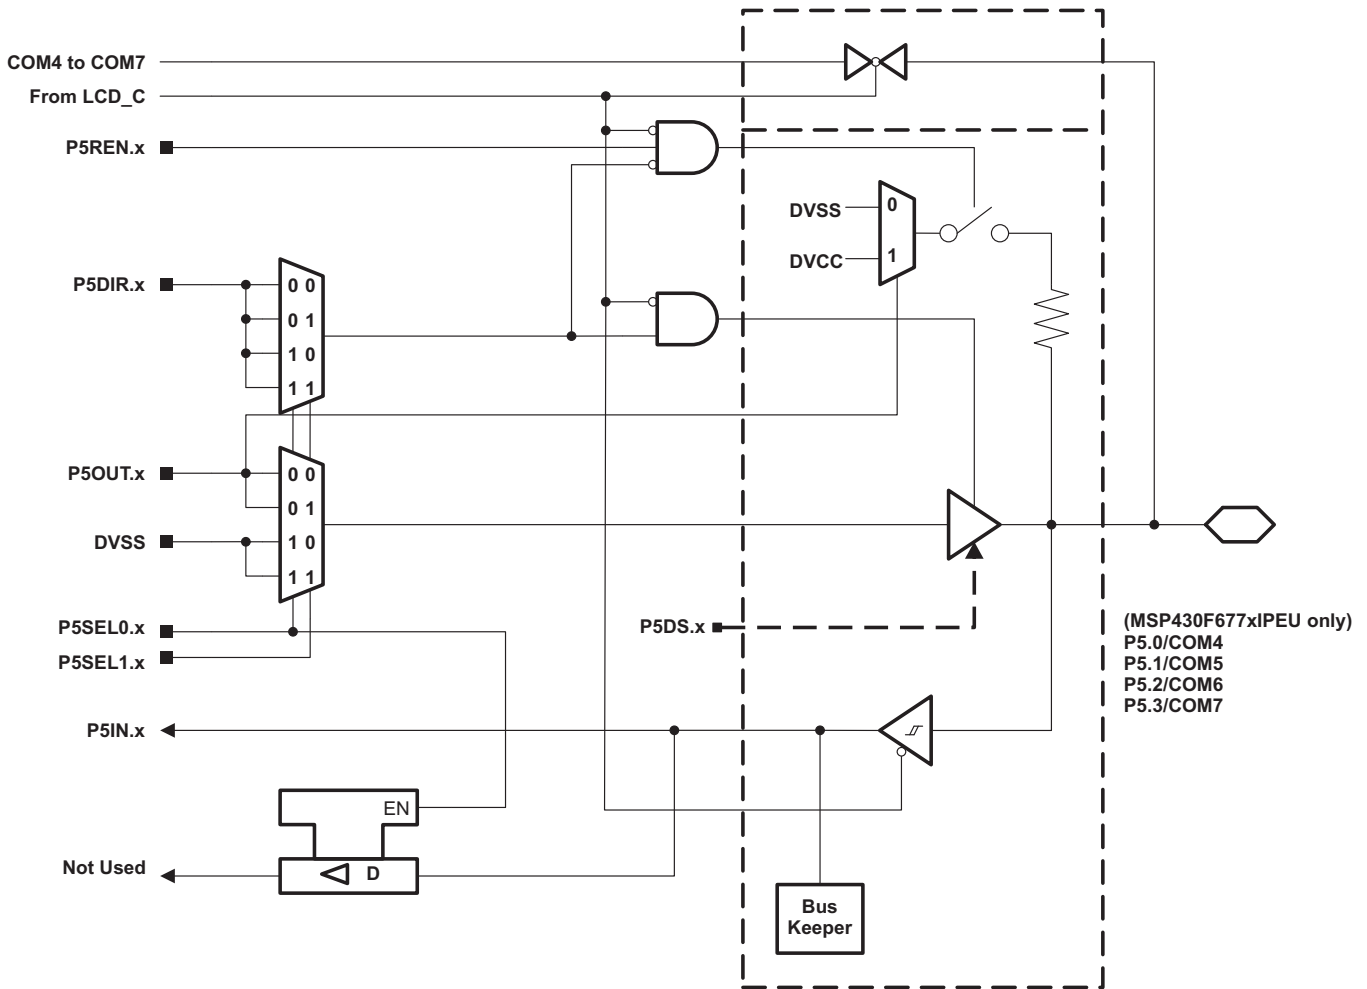 COM4 to COM7
From LCD_C
P5REN.x
DVSS
0
DVCC
1
P5DIR.x
0 0
0 1
1 0
1 1
P5OUT.x
0 0
0 1
DVSS
1 0
1 1
P5SEL0.x
P5SEL1.x
P5DS.x
(MSP430F677xIPEU only)
P5.0/COM4
P5.1/COM5
P5.2/COM6
P5.3/COM7
P5IN.x
EN
Not Used
D
Bus
Keeper